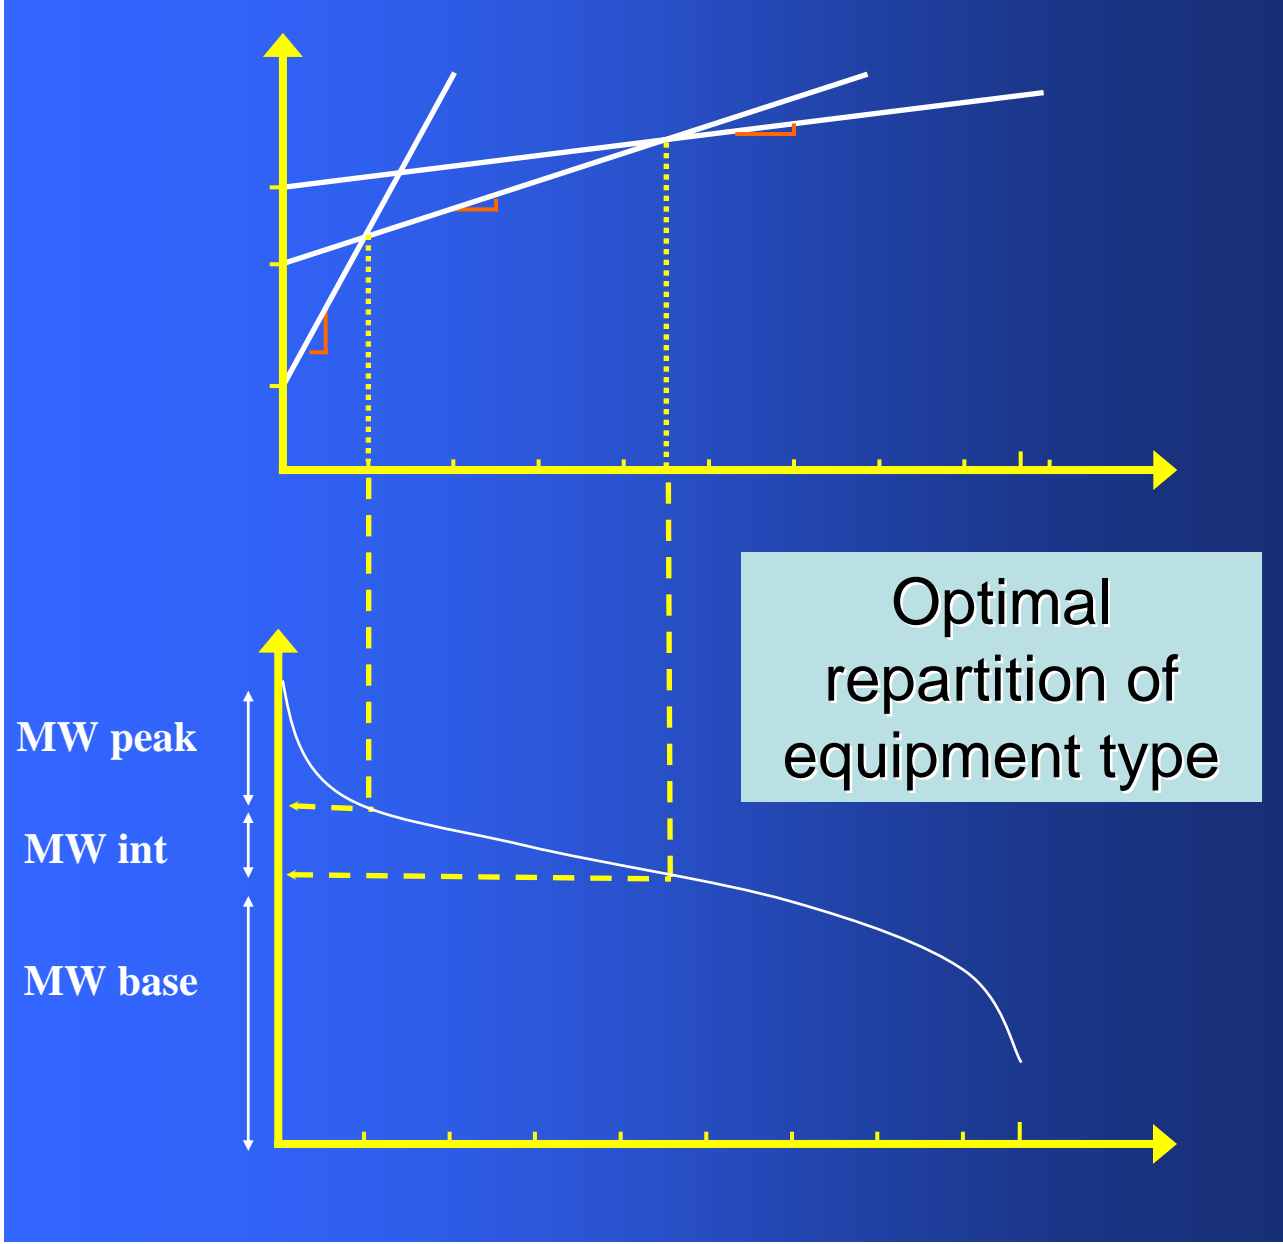 Optimal
repartition of
equipment type
MW peak
MW int
MW base